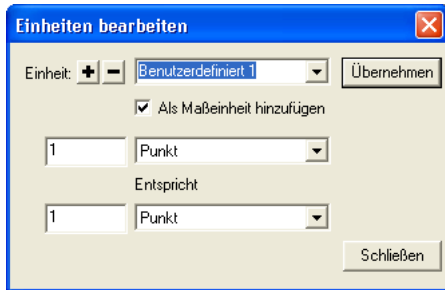 Einheiten bearbeiten
Einheit: Benutzerdefiniert 1 Übernehmen
Als Maßeinheit hinzufügen
1 Punkt
Entspricht
1 Punkt
Schließen